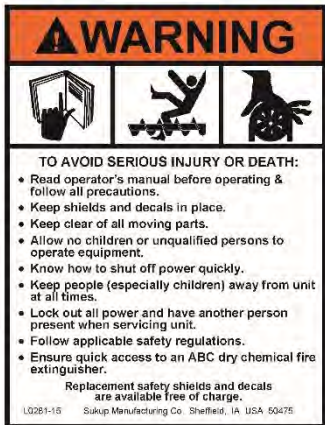 WARNING
TO AVOID SERIOUS INJURY OR DEATH:
• Read operator's manual before operating &
follow all precautions.
• Keep shields and decals in place.
• Keep clear of all moving parts.
• Allow no children or unqualified persons to
operate equipment.
• Know how to shut off power quickly.
• Keep people (especially children) away from unit
at all times.
• Lock out all power and have another person
present when servicing unit.
• Follow applicable safety regulations.
• Ensure quick access to an ABC dry chemical fire
extinguisher.
Replacement safety shields and decals
are available free of charge.
L0281-15 Sukup Manufacturing Co. Sheffield, IA USA 50475